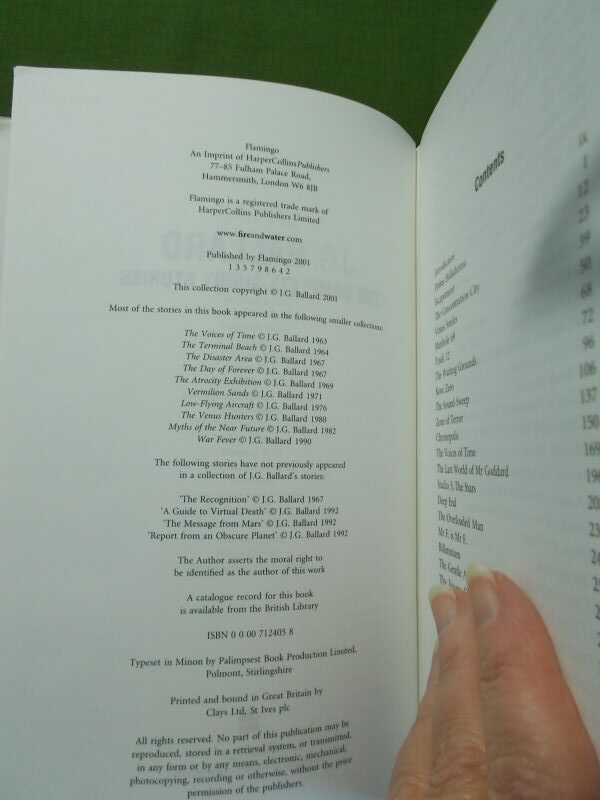 Flamingo
An Imprint of HarperCollinsPublishers
77–85 Fulham Palace Road,
Hammersmith, London W6 8JB
Flamingo is a registered trade mark of
HarperCollins Publishers Limited
www.fireandwater.com
Published by Flamingo 2001
1 3 5 7 9 8 6 4 2
This collection copyright © J.G. Ballard 2001
Most of the stories in this book appeared in the following smaller collections:
The Voices of Time © J.G. Ballard 1963
The Terminal Beach © J.G. Ballard 1964
The Disaster Area © J.G. Ballard 1967
The Day of Forever © J.G. Ballard 1967
The Atrocity Exhibition © J.G. Ballard 1969
Vermilion Sands © J.G. Ballard 1971
Low-Flying Aircraft © J.G. Ballard 1976
The Venus Hunters © J.G. Ballard 1980
Myths of the Near Future © J.G. Ballard 1982
War Fever © J.G. Ballard 1990
The following stories have not previously appeared
in a collection of J.G. Ballard's stories:
'The Recognition' © J.G. Ballard 1967
'A Guide to Virtual Death' © J.G. Ballard 1992
'The Message from Mars' © J.G. Ballard 1992
'Report from an Obscure Planet' © J.G. Ballard 1992
The Author asserts the moral right to
be identified as the author of this work
A catalogue record for this book
is available from the British Library
ISBN 0 0 00 712405 8
Typeset in Minon by Palimpsest Book Production Limited,
Polmont, Stirlingshire
Printed and bound in Great Britain by
Clays Ltd, St Ives plc
All rights reserved. No part of this publication may be
reproduced, stored in a retrieval system, or transmitted,
in any form or by any means, electronic, mechanical,
photocopying, recording or otherwise, without the prior
permission of the publishers.
Contents
Introduction ix
Prima Belladonna 1
Escapement 12
The Concentration City 23
Venus Smiles 39
Manhole 69 50
Track 12 68
The Waiting Grounds 72
Now: Zero 96
The Sound-Sweep 106
Zone of Terror 137
Chronopolis 150
The Voices of Time 169
The Last World of Mr Goddard 196
Studio 5, The Stars
Deep End
The Overloaded Man
Mr F. is Mr F.
Billennium
The Gentle
The